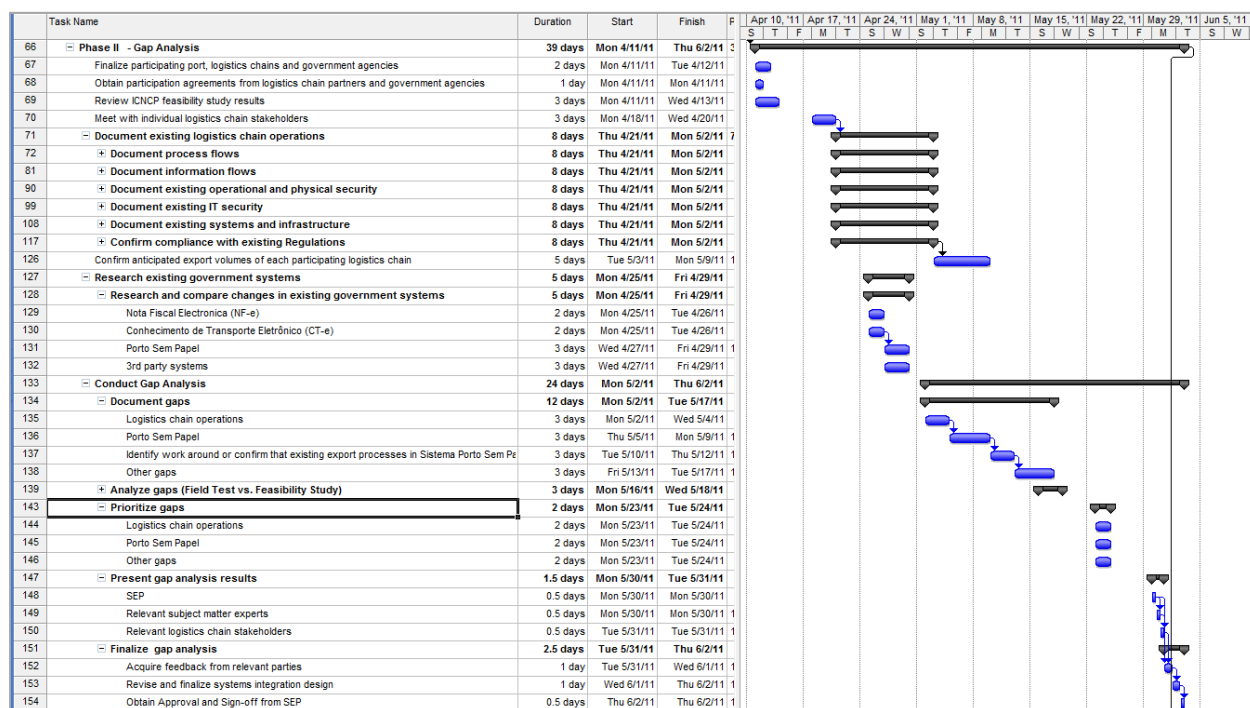 Task Name Duration Start Finish P Apr 10, '11 Apr 17, '11 Apr 24, '11 May 1, '11 May 8, '11 May 15, '11 May 22, '11 May 29, '11 Jun 5, '11
S T F M T S W S T F M T S W S T F M T S W
66 Phase II - Gap Analysis 39 days Mon 4/11/11 Thu 6/2/11 3
67 Finalize participating port, logistics chains and government agencies 2 days Mon 4/11/11 Tue 4/12/11
68 Obtain participation agreements from logistics chain partners and government agencies 1 day Mon 4/11/11 Mon 4/11/11
69 Review ICNCP feasibility study results 3 days Mon 4/11/11 Wed 4/13/11
70 Meet with individual logistics chain stakeholders 3 days Mon 4/18/11 Wed 4/20/11
71 Document existing logistics chain operations 8 days Thu 4/21/11 Mon 5/2/11 7
72 Document process flows 8 days Thu 4/21/11 Mon 5/2/11
81 Document information flows 8 days Thu 4/21/11 Mon 5/2/11
90 Document existing operational and physical security 8 days Thu 4/21/11 Mon 5/2/11
99 Document existing IT security 8 days Thu 4/21/11 Mon 5/2/11
108 Document existing systems and infrastructure 8 days Thu 4/21/11 Mon 5/2/11
117 Confirm compliance with existing Regulations 8 days Thu 4/21/11 Mon 5/2/11
126 Confirm anticipated export volumes of each participating logistics chain 5 days Tue 5/3/11 Mon 5/9/11 1
127 Research existing government systems 5 days Mon 4/25/11 Fri 4/29/11
128 Research and compare changes in existing government systems 5 days Mon 4/25/11 Fri 4/29/11
129 Nota Fiscal Electronica (NF-e) 2 days Mon 4/25/11 Tue 4/26/11
130 Conhecimento de Transporte Eletrônico (CT-e) 2 days Mon 4/25/11 Tue 4/26/11
131 Porto Sem Papel 3 days Wed 4/27/11 Fri 4/29/11 1
132 3rd party systems 3 days Wed 4/27/11 Fri 4/29/11
133 Conduct Gap Analysis 24 days Mon 5/2/11 Thu 6/2/11
134 Document gaps 12 days Mon 5/2/11 Tue 5/17/11
135 Logistics chain operations 3 days Mon 5/2/11 Wed 5/4/11
136 Porto Sem Papel 3 days Thu 5/5/11 Mon 5/9/11 1
137 Identify work around or confirm that existing export processes in Sistema Porto Sem Pa 3 days Tue 5/10/11 Thu 5/12/11 1
138 Other gaps 3 days Fri 5/13/11 Tue 5/17/11 1
139 Analyze gaps (Field Test vs. Feasibility Study) 3 days Mon 5/16/11 Wed 5/18/11
143 Prioritize gaps 2 days Mon 5/23/11 Tue 5/24/11
144 Logistics chain operations 2 days Mon 5/23/11 Tue 5/24/11
145 Porto Sem Papel 2 days Mon 5/23/11 Tue 5/24/11
146 Other gaps 2 days Mon 5/23/11 Tue 5/24/11
147 Present gap analysis results 1.5 days Mon 5/30/11 Tue 5/31/11
148 SEP 0.5 days Mon 5/30/11 Mon 5/30/11
149 Relevant subject matter experts 0.5 days Mon 5/30/11 Mon 5/30/11 1
150 Relevant logistics chain stakeholders 0.5 days Tue 5/31/11 Tue 5/31/11 1
151 Finalize gap analysis 2.5 days Tue 5/31/11 Thu 6/2/11
152 Acquire feedback from relevant parties 1 day Tue 5/31/11 Wed 6/1/11 1
153 Revise and finalize systems integration design 1 day Wed 6/1/11 Thu 6/2/11 1
154 Obtain Approval and Sign-off from SEP 0.5 days Thu 6/2/11 Thu 6/2/11 1